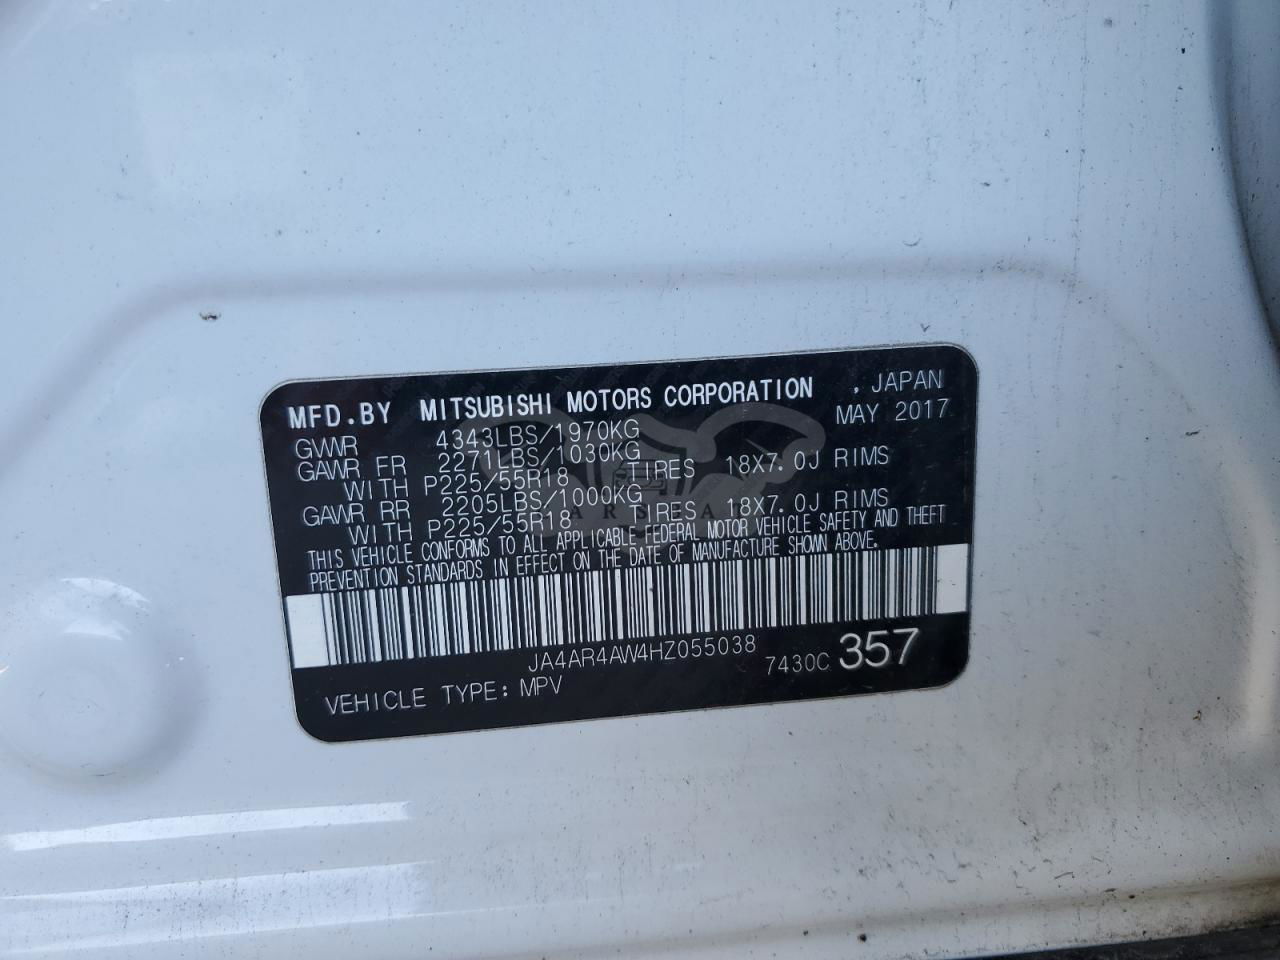 MFD.BY MITSUBISHI MOTORS CORPORATION , JAPAN
MAY 2017
GVWR 4343LBS/1970KG
GAWR FR 2271LBS/1030KG
WITH P225/55R18 TIRES 18X7.0J RIMS
GAWR RR 2205LBS/1000KG
WITH P225/55R18 TIRES 18X7.0J RIMS
THIS VEHICLE CONFORMS TO ALL APPLICABLE FEDERAL MOTOR VEHICLE SAFETY AND THEFT
PREVENTION STANDARDS IN EFFECT ON THE DATE OF MANUFACTURE SHOWN ABOVE.
JA4AR4AW4HZ055038
7430C 357
VEHICLE TYPE: MPV